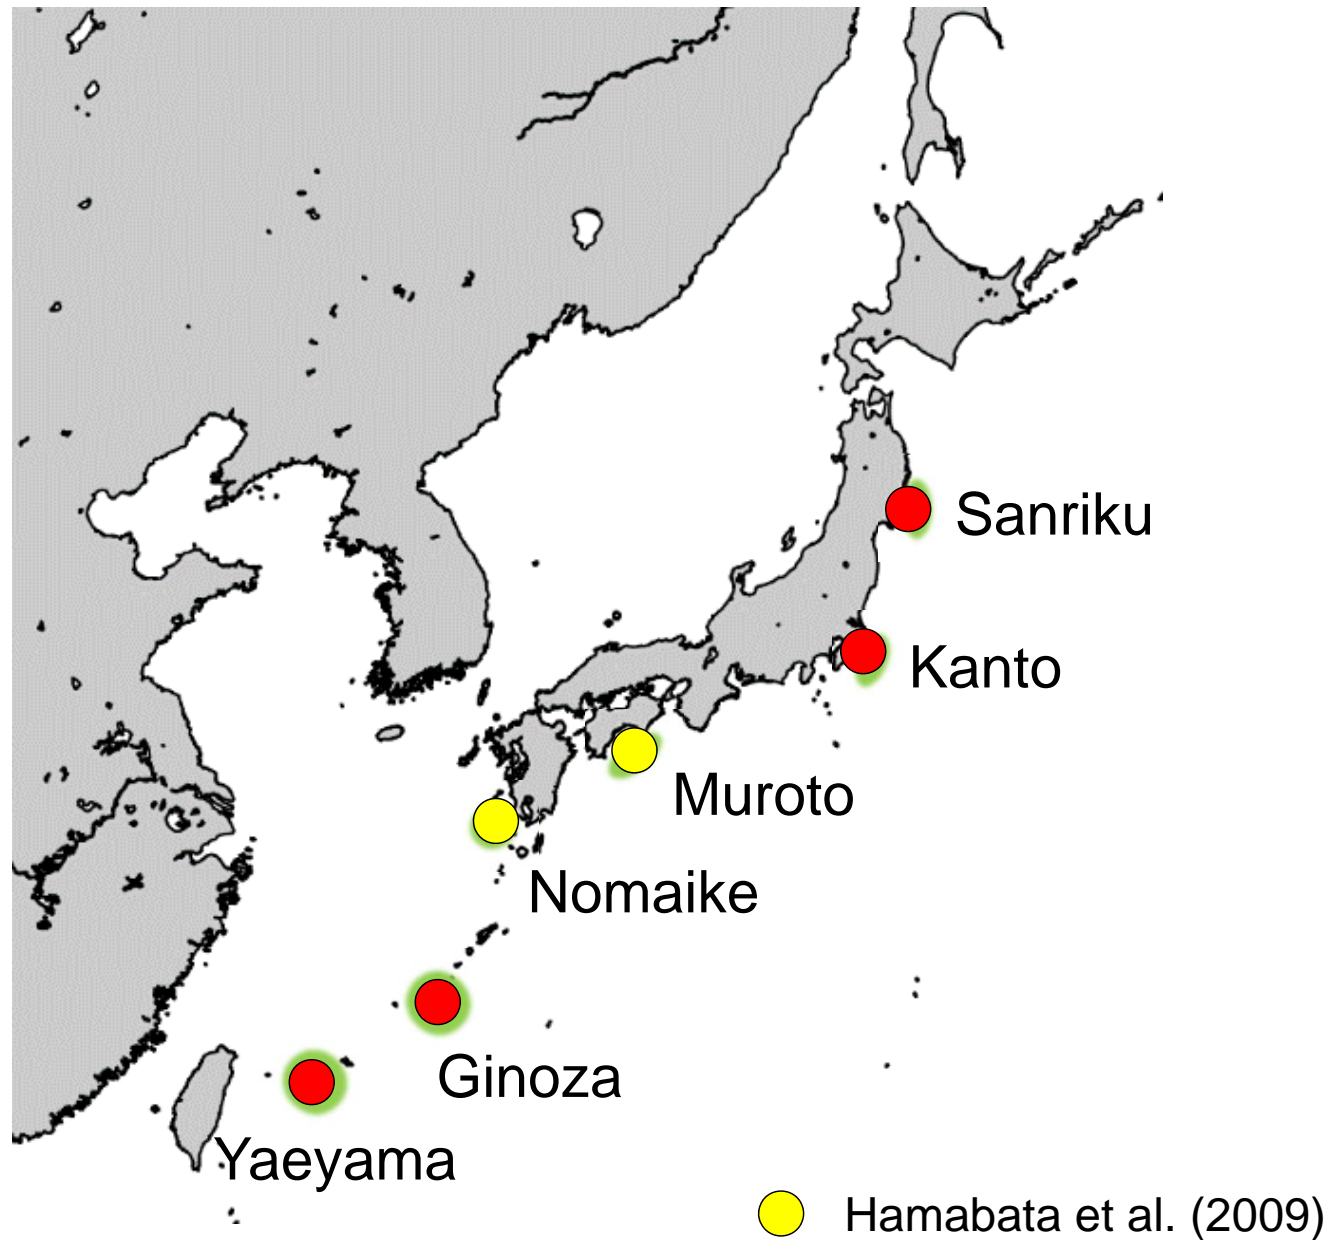 Sanriku
Kanto
Muroto
Nomaike
Ginoza
Yaeyama
Hamabata et al. (2009)